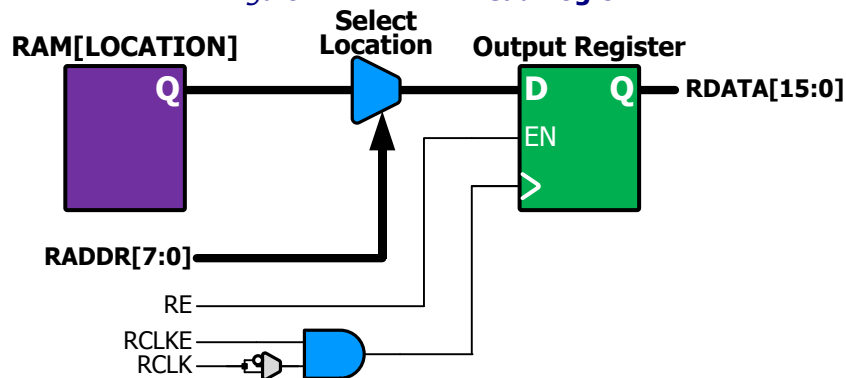 Select
RAM[LOCATION] Location Output Register
Q D Q RDATA[15:0]
EN
RADDR[7:0]
RE
RCLKE
RCLK